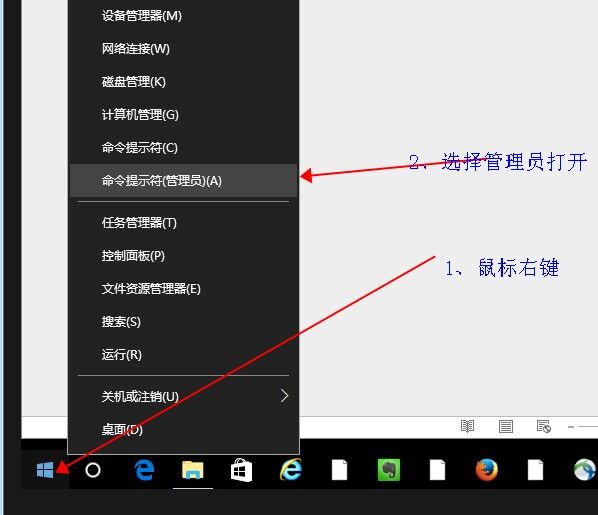 设备管理器(M)
网络连接(W)
磁盘管理(K)
计算机管理(G)
命令提示符(C)
命令提示符(管理员)(A)
2、选择管理员打开
任务管理器(T)
控制面板(P)
1、鼠标右键
文件资源管理器(E)
搜索(S)
运行(R)
关机或注销(U)
桌面(D)